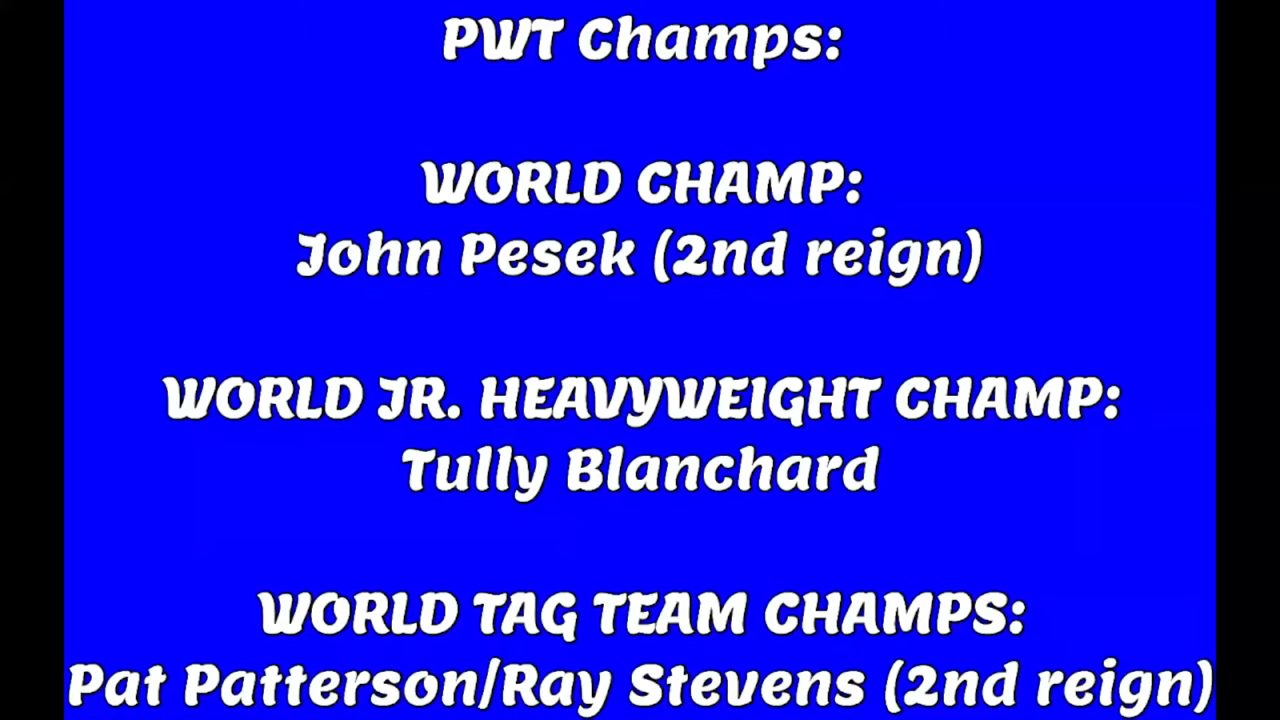 PWT Champs:
WORLD CHAMP:
John Pesek (2nd reign)
WORLD JR. HEAVYWEIGHT CHAMP:
Tully Blanchard
WORLD TAG TEAM CHAMPS:
Pat Patterson/Ray Stevens (2nd reign)